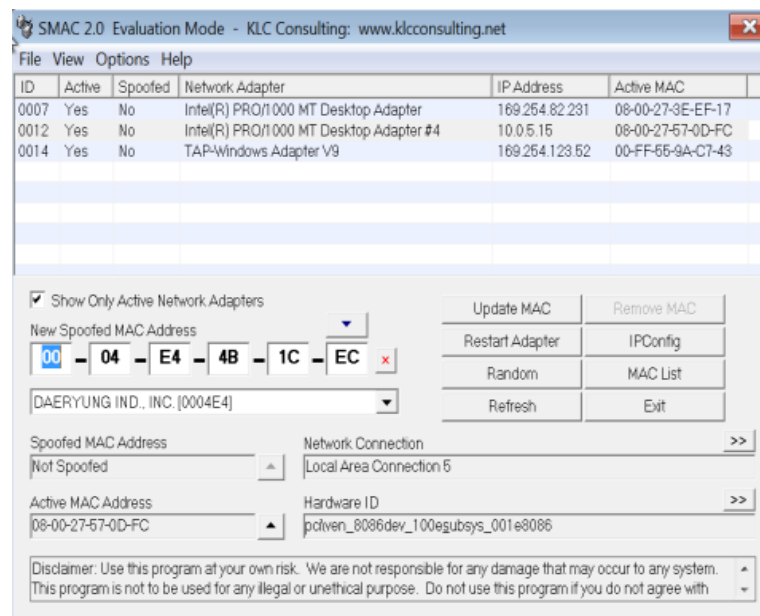 SMAC 2.0 Evaluation Mode - KLC Consulting: www.klcconsulting.net
File View Options Help
ID Active Spoofed Network Adapter IP Address Active MAC
0007 Yes No Intel(R) PRO/1000 MT Desktop Adapter 169.254.82.231 08-00-27-3E-EF-17
0012 Yes No Intel(R) PRO/1000 MT Desktop Adapter #4 10.0.5.15 08-00-27-57-0D-FC
0014 Yes No TAP-Windows Adapter V9 169.254.123.52 00-FF-65-9A-C7-43
Show Only Active Network Adapters
New Spoofed MAC Address
00 - 04 - E4 - 4B - 1C - EC x
DAERYUNG IND., INC. [0004E4]
Update MAC Remove MAC
Restart Adapter IPConfig
Random MAC List
Refresh Exit
Spoofed MAC Address
Not Spoofed
Network Connection >>
Local Area Connection 5
Active MAC Address
08-00-27-57-0D-FC
Hardware ID >>
pci\ven_8086dev_100esubsys_001e8086
Disclaimer: Use this program at your own risk. We are not responsible for any damage that may occur to any system.
This program is not to be used for any illegal or unethical purpose. Do not use this program if you do not agree with